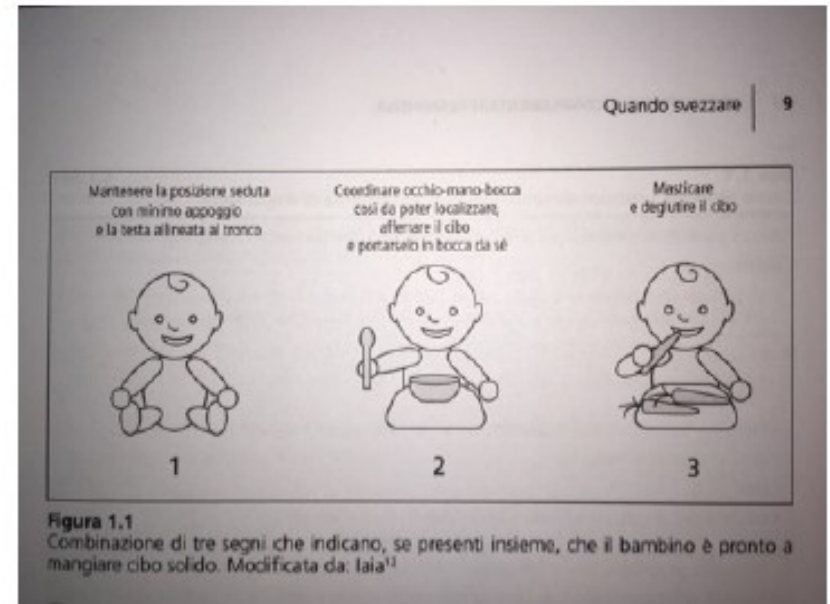 Quando svezzare 9
Mantenere la posizione seduta
con minimo appoggio
e la testa allineata al tronco
Coordinare occhio-mano-bocca
così da poter localizzare,
afferrare il cibo
e portarselo in bocca da sé
Masticare
e deglutire il cibo
1
2
3
Figura 1.1
Combinazione di tre segni che indicano, se presenti insieme, che il bambino è pronto a
mangiare cibo solido. Modificata da: Iaia